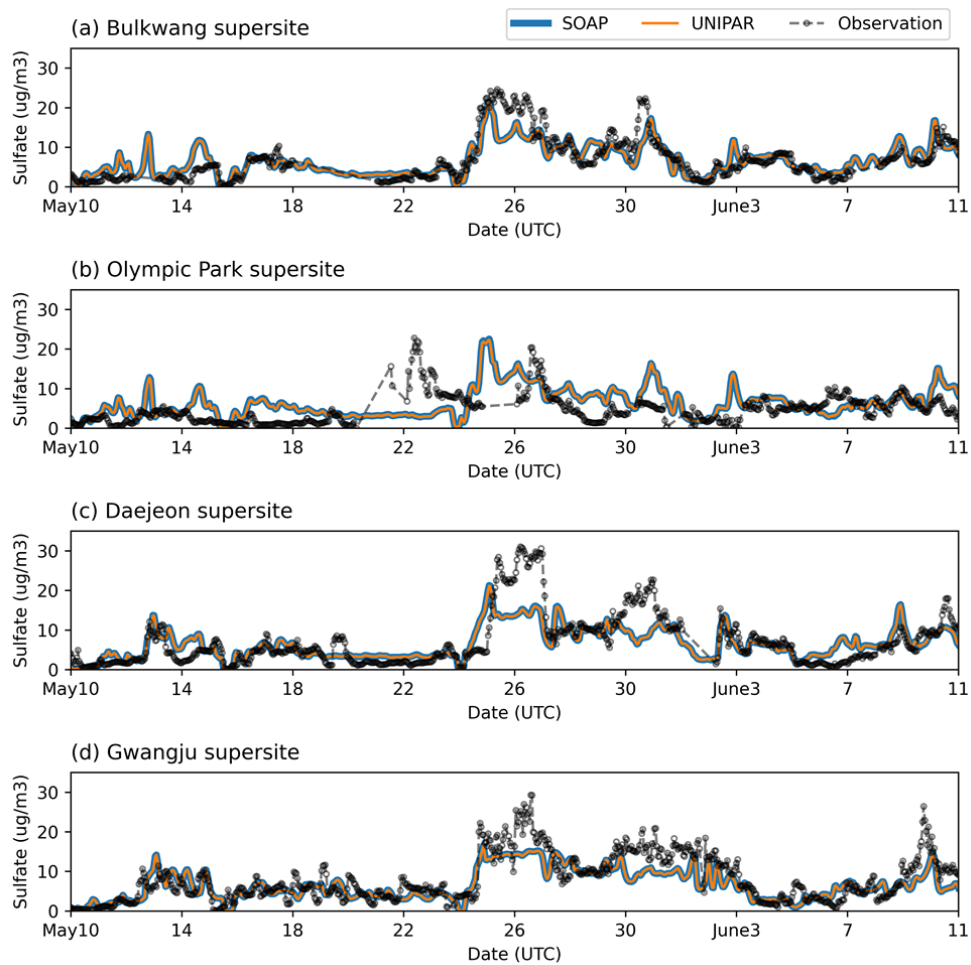 (a) Bulkwang supersite
SOAP UNIPAR Observation
Sulfate (ug/m3)
30
20
10
0
May10 14 18 22 26 30 June3 7 11
Date (UTC)
(b) Olympic Park supersite
Sulfate (ug/m3)
30
20
10
0
May10 14 18 22 26 30 June3 7 11
Date (UTC)
(c) Daejeon supersite
Sulfate (ug/m3)
30
20
10
0
May10 14 18 22 26 30 June3 7 11
Date (UTC)
(d) Gwangju supersite
Sulfate (ug/m3)
30
20
10
0
May10 14 18 22 26 30 June3 7 11
Date (UTC)